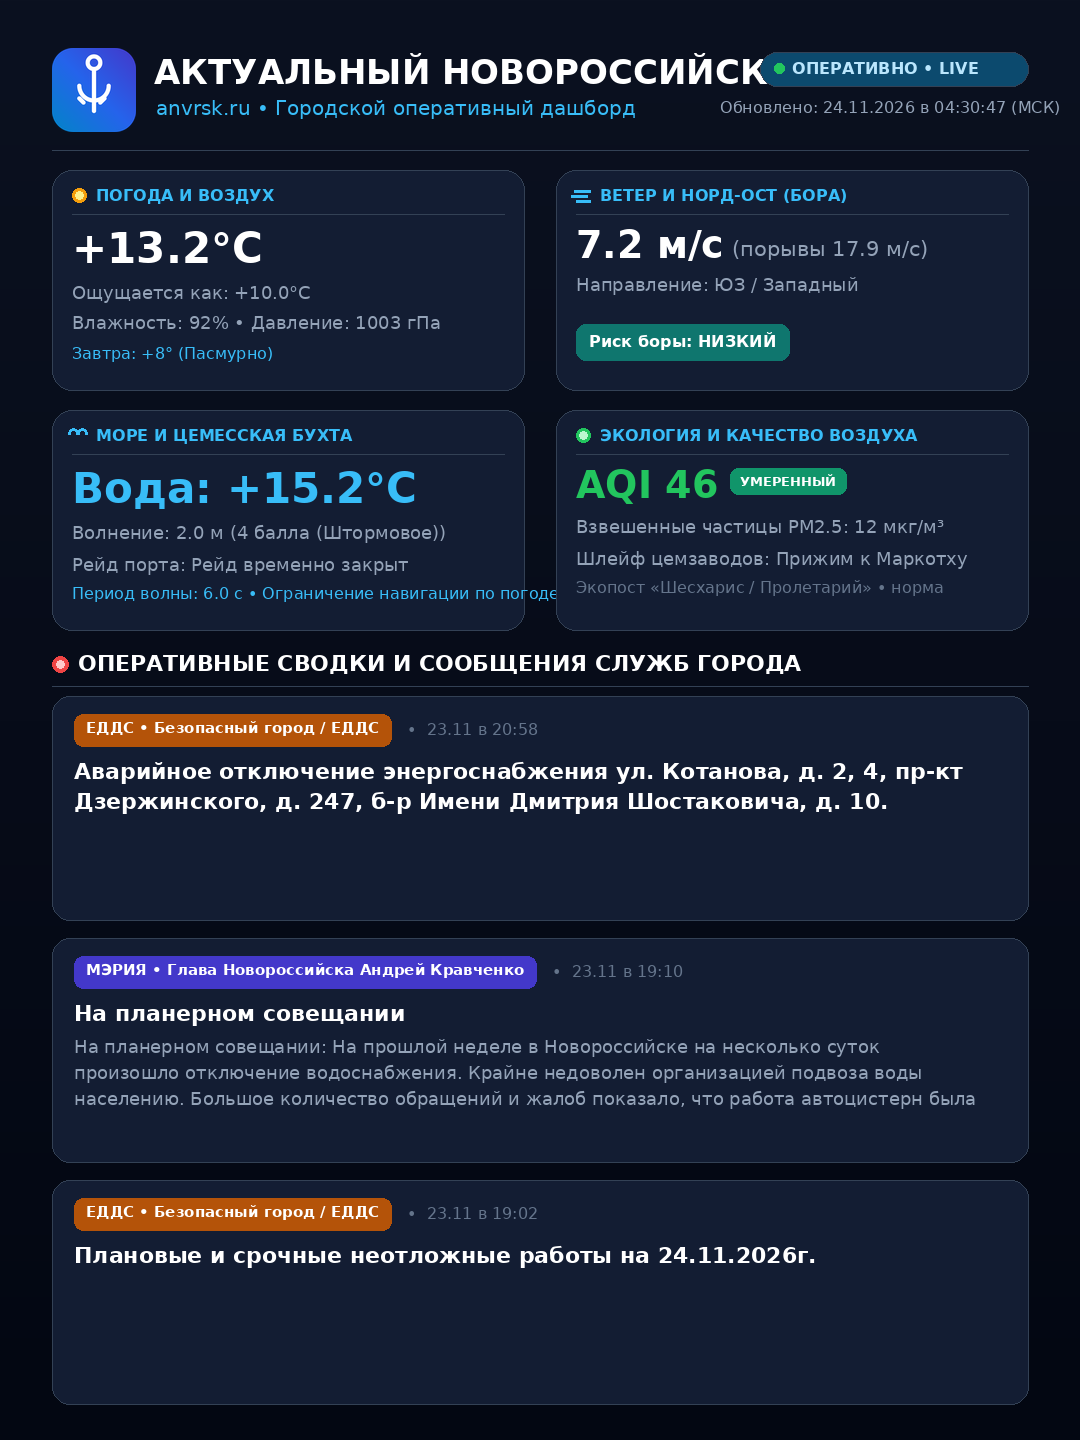 АКТУАЛЬНЫЙ НОВОРОССИЙСК
ОПЕРАТИВНО • LIVE
anvrsk.ru • Городской оперативный дашборд
Обновлено: 24.11.2026 в 04:30:47 (МСК)
ПОГОДА И ВОЗДУХ
+13.2°C
Ощущается как: +10.0°C
Влажность: 92% • Давление: 1003 гПа
Завтра: +8° (Пасмурно)
ВЕТЕР И НОРД-ОСТ (БОРА)
7.2 м/с (порывы 17.9 м/с)
Направление: ЮЗ / Западный
Риск боры: НИЗКИЙ
МОРЕ И ЦЕМЕССКАЯ БУХТА
Вода: +15.2°C
Волнение: 2.0 м (4 балла (Штормовое))
Рейд порта: Рейд временно закрыт
Период волны: 6.0 с • Ограничение навигации по погоде
ЭКОЛОГИЯ И КАЧЕСТВО ВОЗДУХА
AQI 46 УМЕРЕННЫЙ
Взвешенные частицы PM2.5: 12 мкг/м³
Шлейф цемзаводов: Прижим к Маркотху
Экопост «Шесхарис / Пролетарий» • норма
ОПЕРАТИВНЫЕ СВОДКИ И СООБЩЕНИЯ СЛУЖБ ГОРОДА
ЕДДС • Безопасный город / ЕДДС • 23.11 в 20:58
Аварийное отключение энергоснабжения ул. Котанова, д. 2, 4, пр-кт
Дзержинского, д. 247, б-р Имени Дмитрия Шостаковича, д. 10.
МЭРИЯ • Глава Новороссийска Андрей Кравченко • 23.11 в 19:10
На планерном совещании
На планерном совещании: На прошлой неделе в Новороссийске на несколько суток
произошло отключение водоснабжения. Крайне недоволен организацией подвоза воды
населению. Большое количество обращений и жалоб показало, что работа автоцистерн была
ЕДДС • Безопасный город / ЕДДС • 23.11 в 19:02
Плановые и срочные неотложные работы на 24.11.2026г.